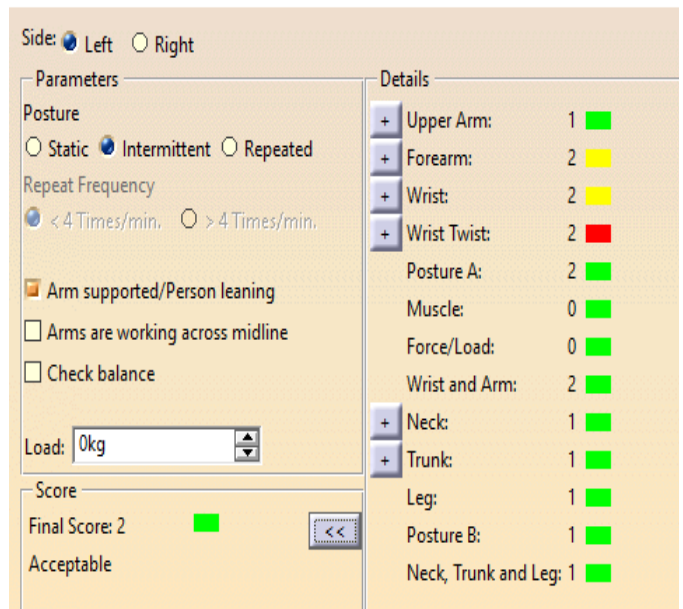 Side: Left Right
Parameters
Posture
Static Intermittent Repeated
Repeat Frequency
< 4 Times/min. > 4 Times/min.
Arm supported/Person leaning
Arms are working across midline
Check balance
Load: 0kg
Score
Final Score: 2
<<
Acceptable
Details
+ Upper Arm: 1
+ Forearm: 2
+ Wrist: 2
+ Wrist Twist: 2
Posture A: 2
Muscle: 0
Force/Load: 0
Wrist and Arm: 2
+ Neck: 1
+ Trunk: 1
Leg: 1
Posture B: 1
Neck, Trunk and Leg: 1